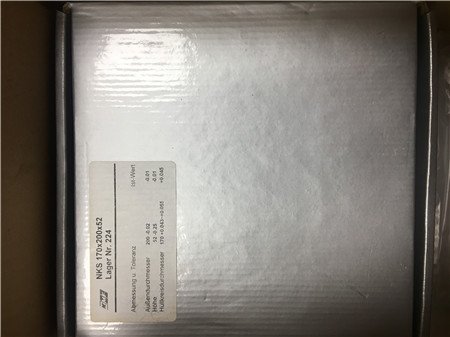 NKS 170x200x52
Lager Nr. 224
Abmessung u. Toleranz Ist-Wert
Außendurchmesser 200 -0.02 -0.01
Höhe 52 -0.25 -0.01
Hüllkreisdurchmesser 170 +0.043-+0.055 +0.048